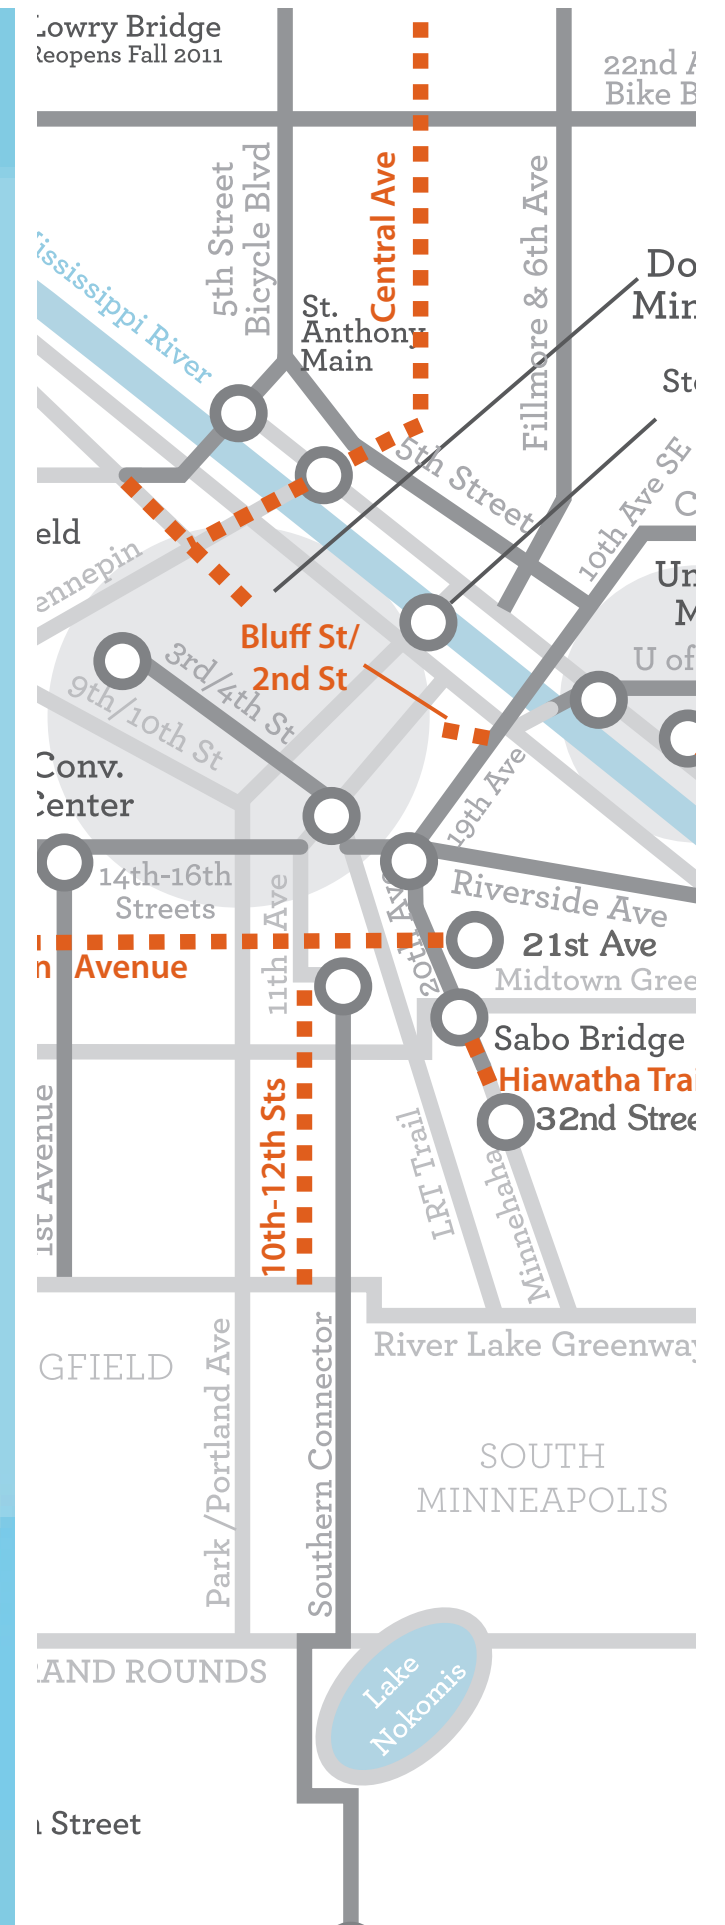 Lowry Bridge
Reopens Fall 2011
22nd A
Bike B
5th Street
Bicycle Blvd
Central Ave
Fillmore & 6th Ave
ississippi River
St.
Anthony
Main
Do
Min
Sto
5th Street
10th Ave SE
C
eld
ennepin
Un
M
U of
Bluff St/
2nd St
3rd/4th St
9th/10th St
Conv.
Center
19th Ave
14th-16th
Streets
11th Ave
20th Ave
Riverside Ave
21st Ave
n Avenue
Midtown Gree
Sabo Bridge
Hiawatha Trai
32nd Stree
1st Avenue
10th-12th Sts
LRT Trail
Minnehaha
River Lake Greenway
GFIELD
Park /Portland Ave
Southern Connector
SOUTH
MINNEAPOLIS
RAND ROUNDS
Lake
Nokomis
Street